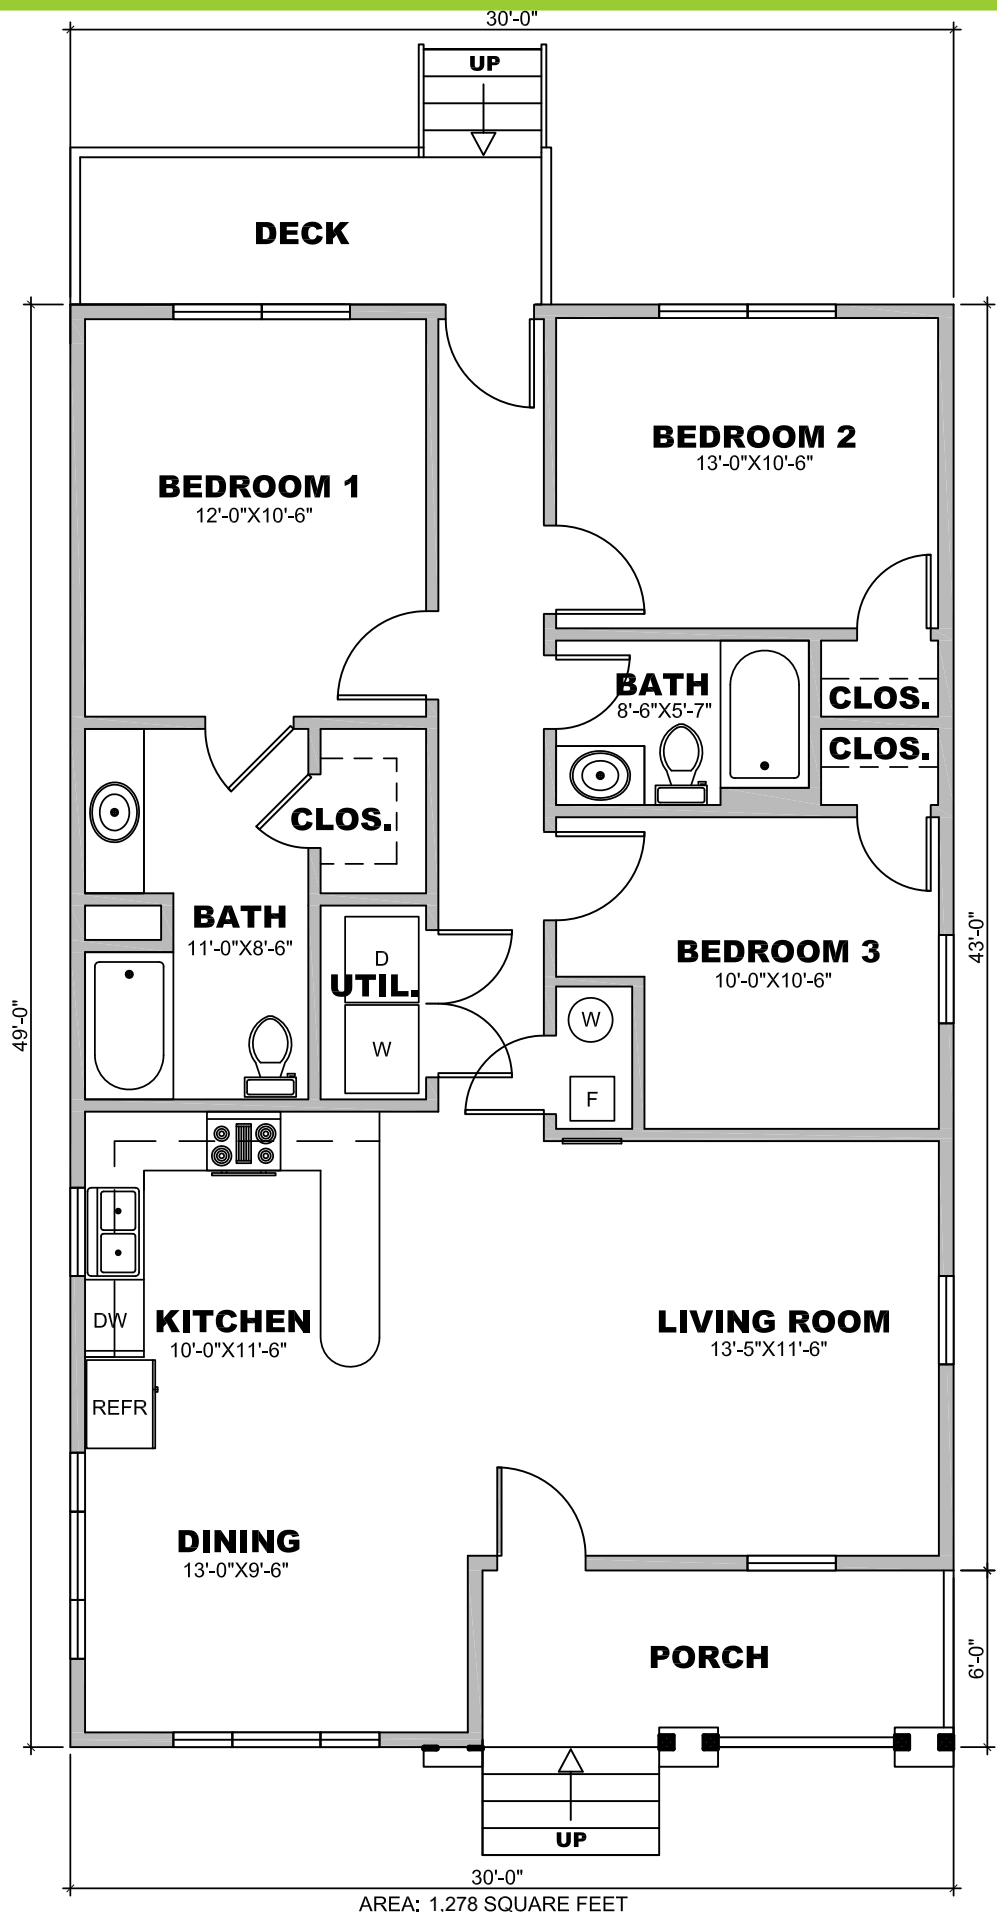 30'-0"
UP
DECK
BEDROOM 1
12'-0"X10'-6"
BEDROOM 2
13'-0"X10'-6"
BATH
8'-6"X5'-7"
CLOS.
CLOS.
CLOS.
BATH
11'-0"X8'-6"
D
UTIL.
W
W
F
BEDROOM 3
10'-0"X10'-6"
43'-0"
49'-0"
DW
KITCHEN
10'-0"X11'-6"
REFR
LIVING ROOM
13'-5"X11'-6"
DINING
13'-0"X9'-6"
PORCH
6'-0"
UP
30'-0"
AREA: 1,278 SQUARE FEET